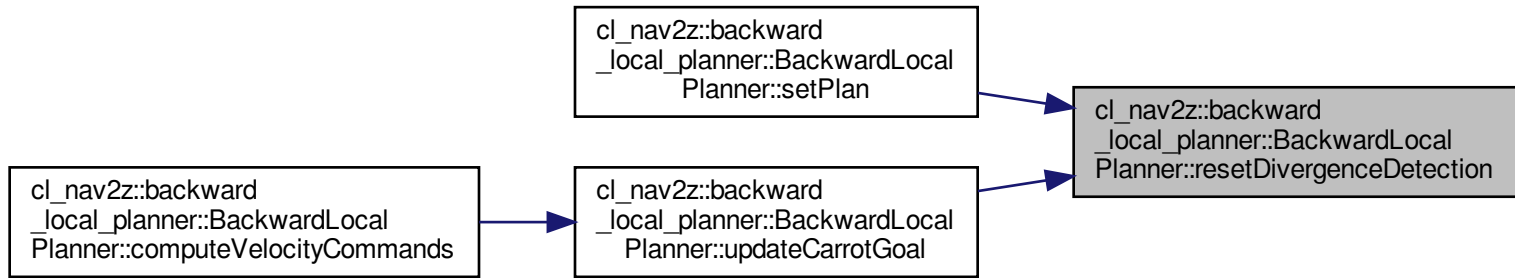 cl_nav2z::backward
_local_planner::BackwardLocal
Planner::setPlan
cl_nav2z::backward
_local_planner::BackwardLocal
Planner::resetDivergenceDetection
cl_nav2z::backward
_local_planner::BackwardLocal
Planner::computeVelocityCommands
cl_nav2z::backward
_local_planner::BackwardLocal
Planner::updateCarrotGoal